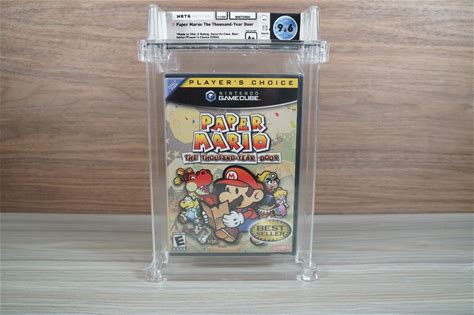 WATA
NINTENDO
Paper Mario: The Thousand-Year Door
9.6
A+
PLAYER'S CHOICE
NINTENDO
GAMECUBE
PAPER
MARIO
THE THOUSAND-YEAR DOOR
BEST
SELLER
E